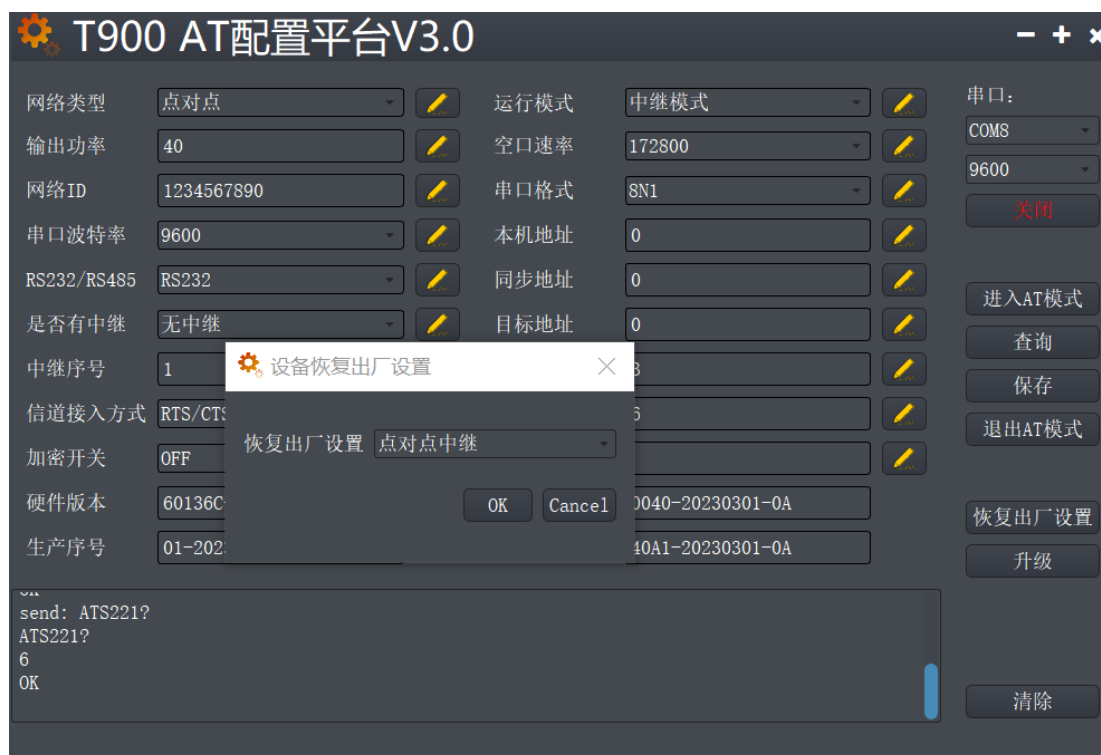 T900 AT配置平台V3.0
网络类型 点对点 运行模式 中继模式 串口:
输出功率 40 空口速率 172800 COM8
网络ID 1234567890 串口格式 8N1 9600
关闭
串口波特率 9600 本机地址 0
RS232/RS485 RS232 同步地址 0
进入AT模式
是否有中继 无中继 目标地址 0
查询
中继序号 1
设备恢复出厂设置
保存
信道接入方式 RTS/CTS
退出AT模式
恢复出厂设置 点对点中继
加密开关 OFF
OK Cancel
硬件版本 60136C 0040-20230301-0A
恢复出厂设置
生产序号 01-202 40A1-20230301-0A
升级
send: ATS221?
ATS221?
6
OK
清除